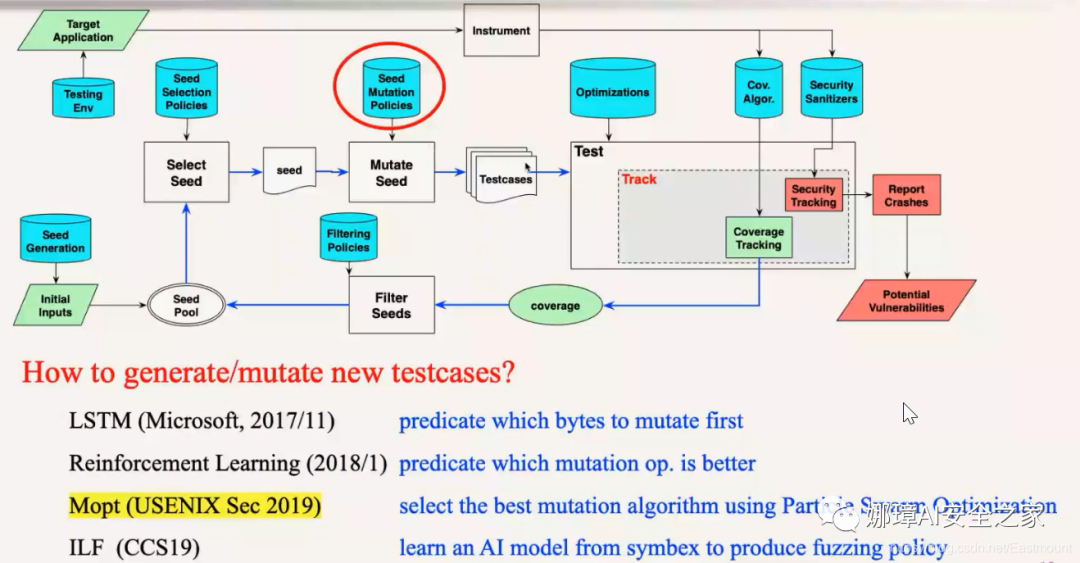 Target
Application
Instrument
Testing
Env
Seed
Selection
Policies
Seed
Mutation
Policies
Optimizations
Cov.
Algor.
Security
Sanitizers
Select
Seed
seed
Mutate
Seed
Testcases
Test
Track
Security
Tracking
Report
Crashes
Coverage
Tracking
Seed
Generation
Filtering
Policies
Initial
Inputs
Seed
Pool
Filter
Seeds
coverage
Potential
Vulnerabilities
How to generate/mutate new testcases?
LSTM (Microsoft, 2017/11) predicate which bytes to mutate first
Reinforcement Learning (2018/1) predicate which mutation op. is better
Mopt (USENIX Sec 2019) select the best mutation algorithm using Particle System Optimization
娜璋AI安全之家
ILF (CCS19) learn an AI model from symbex to produce fuzzing policy
csdn.net/Eastmount